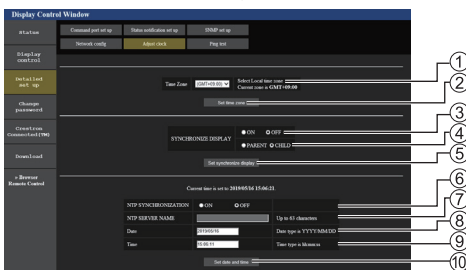 Display Control Window
Status
Display control
Detailed set up
Change password
Crestron Connected(TM)
Download
» Browser Remote Control
Command port set up
Status notification set up
SNMP set up
Network config
Adjust clock
Ping test
Time Zone
(GMT+09:00)
Select Local time zone
Current zone is GMT+09:00
Set time zone
SYNCHRONIZE DISPLAY
ON OFF
PARENT CHILD
Set synchronize display
Current time is set to 2019/05/16 15:06:21.
NTP SYNCHRONIZATION
ON OFF
NTP SERVER NAME
Up to 63 characters
Date
2019/05/16
Date type is YYYY/MM/DD
Time
15:06:11
Time type is hh:mm:ss
Set date and time
1
2
3
4
5
6
7
8
9
10